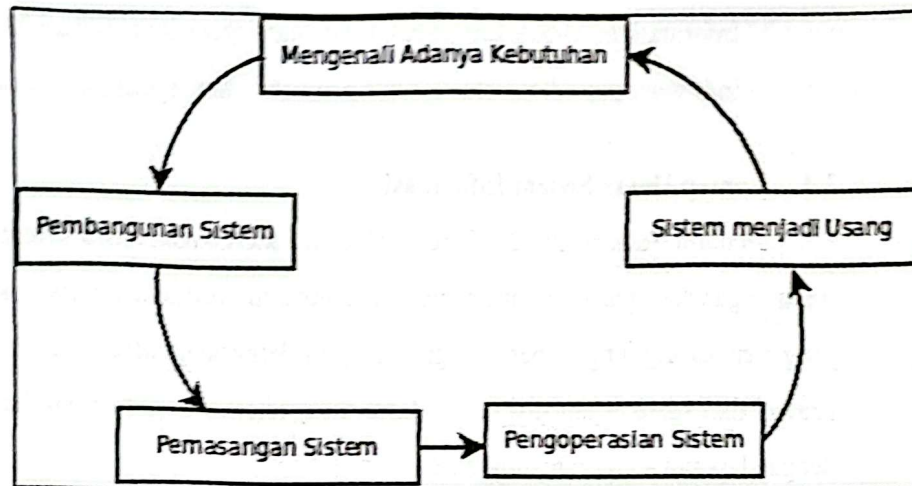 Mengenali Adanya Kebutuhan
Pembangunan Sistem
Sistem menjadi Usang
Pemasangan Sistem
Pengoperasian Sistem